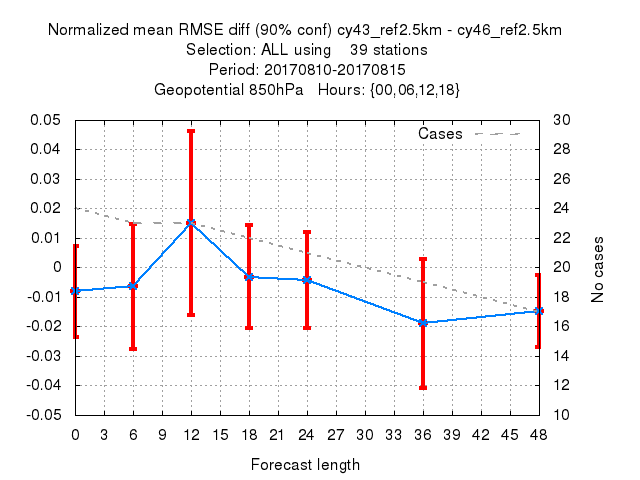 Normalized mean RMSE diff (90% conf) cy43_ref2.5km - cy46_ref2.5km
Selection: ALL using 39 stations
Period: 20170810-20170815
Geopotential 850hPa Hours: {00,06,12,18}
Cases
0.05
0.04
0.03
0.02
0.01
0
-0.01
-0.02
-0.03
-0.04
-0.05
30
28
26
24
22
20
18
16
14
12
10
No cases
0 3 6 9 12 15 18 21 24 27 30 33 36 39 42 45 48
Forecast length